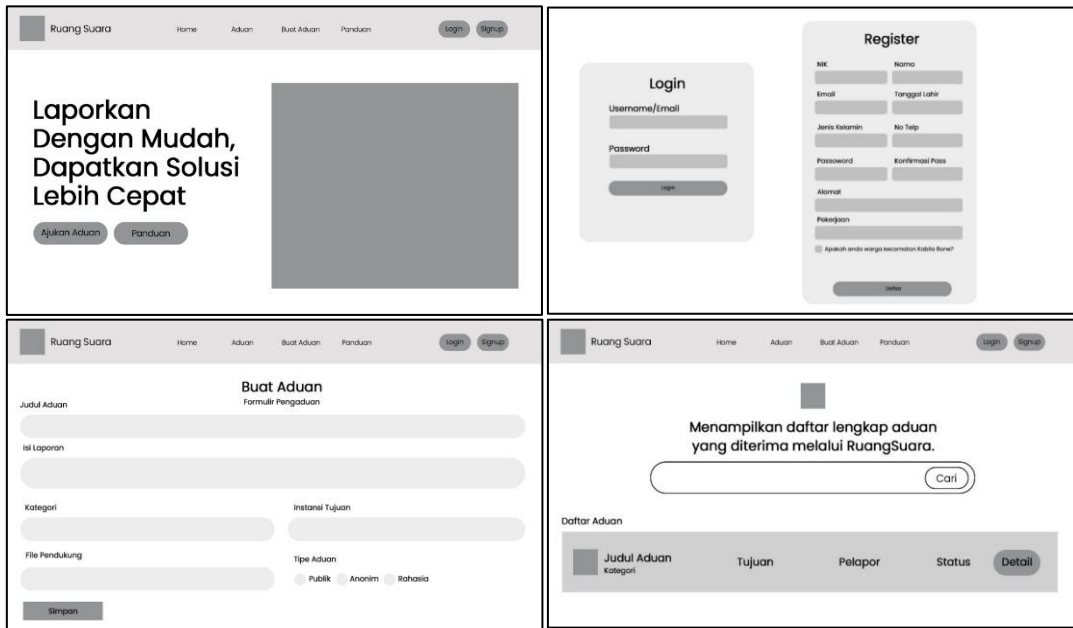 Ruang Suara Home Aduan Buat Aduan Panduan Login Signup
Laporkan
Dengan Mudah,
Dapatkan Solusi
Lebih Cepat
Ajukan Aduan Panduan
Login
Username/Email
Password
Login
Register
NIK Nama
Email Tanggal Lahir
Jenis Kelamin No Telp
Passoword Konfirmasi Pass
Alamat
Pekerjaan
Apakah anda warga kecamatan Kabila Bone?
Daftar
Ruang Suara Home Aduan Buat Aduan Panduan Login Signup
Buat Aduan
Formulir Pengaduan
Judul Aduan
Isi Laporan
Kategori Instansi Tujuan
File Pendukung Tipe Aduan
Publik Anonim Rahasia
Simpan
Ruang Suara Home Aduan Buat Aduan Panduan Login Signup
Menampilkan daftar lengkap aduan
yang diterima melalui RuangSuara.
Cari
Daftar Aduan
Judul Aduan Tujuan Pelapor Status Detail
Kategori